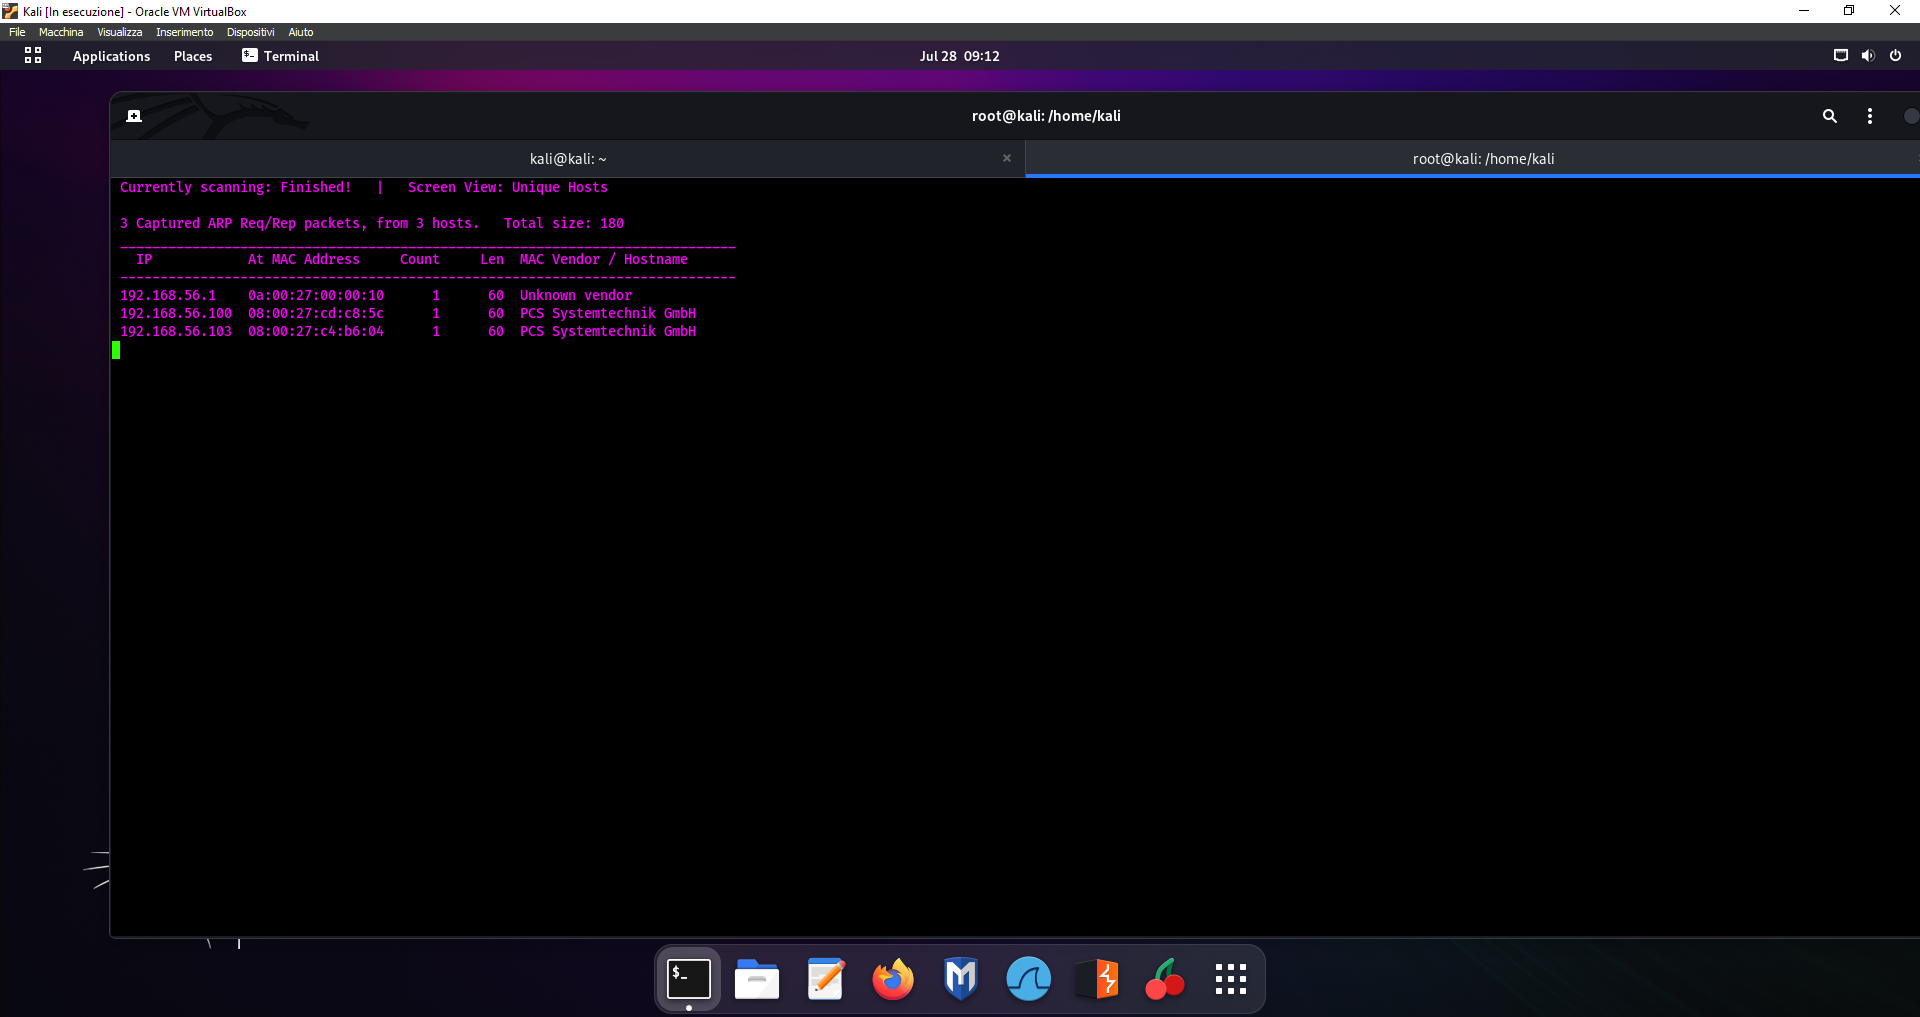 Kali [In esecuzione] - Oracle VM VirtualBox
File Macchina Visualizza Inserimento Dispositivi Aiuto
Applications Places Terminal Jul 28 09:12
root@kali: /home/kali
kali@kali: ~ root@kali: /home/kali
Currently scanning: Finished! | Screen View: Unique Hosts
3 Captured ARP Req/Rep packets, from 3 hosts. Total size: 180
IP At MAC Address Count Len MAC Vendor / Hostname
192.168.56.1 0a:00:27:00:00:10 1 60 Unknown vendor
192.168.56.100 08:00:27:cd:c8:5c 1 60 PCS Systemtechnik GmbH
192.168.56.103 08:00:27:c4:b6:04 1 60 PCS Systemtechnik GmbH